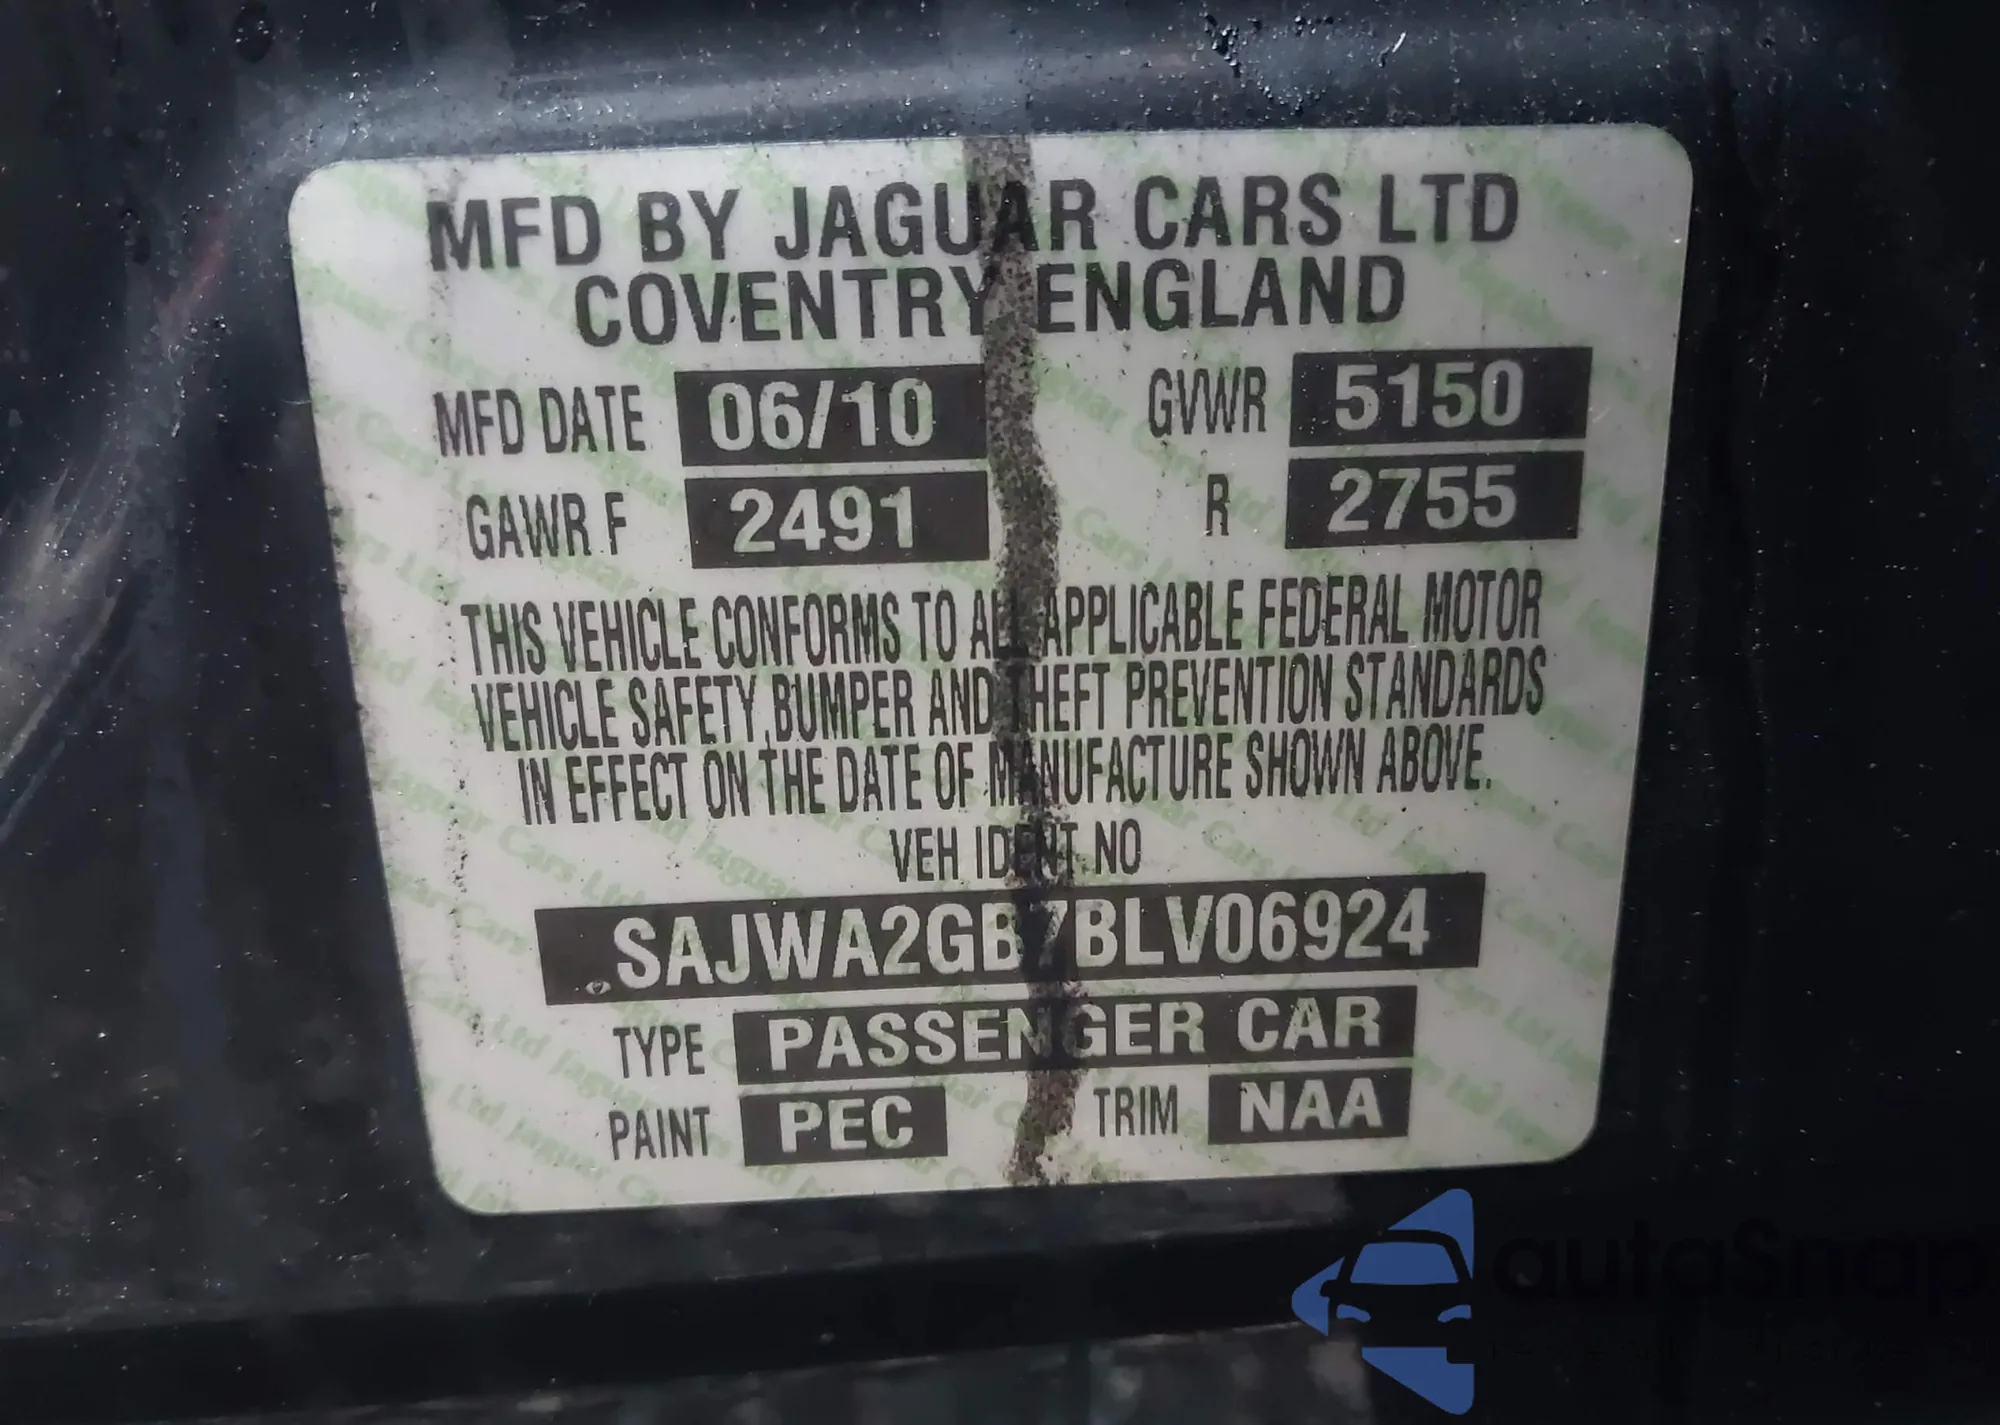 MFD BY JAGUAR CARS LTD
COVENTRY ENGLAND
MFD DATE 06/10 GVWR 5150
GAWR F 2491 R 2755
THIS VEHICLE CONFORMS TO ALL APPLICABLE FEDERAL MOTOR
VEHICLE SAFETY, BUMPER AND THEFT PREVENTION STANDARDS
IN EFFECT ON THE DATE OF MANUFACTURE SHOWN ABOVE.
VEH IDENT NO
SAJWA2GB7BLV06924
TYPE PASSENGER CAR
PAINT PEC TRIM NAA
autoSnap